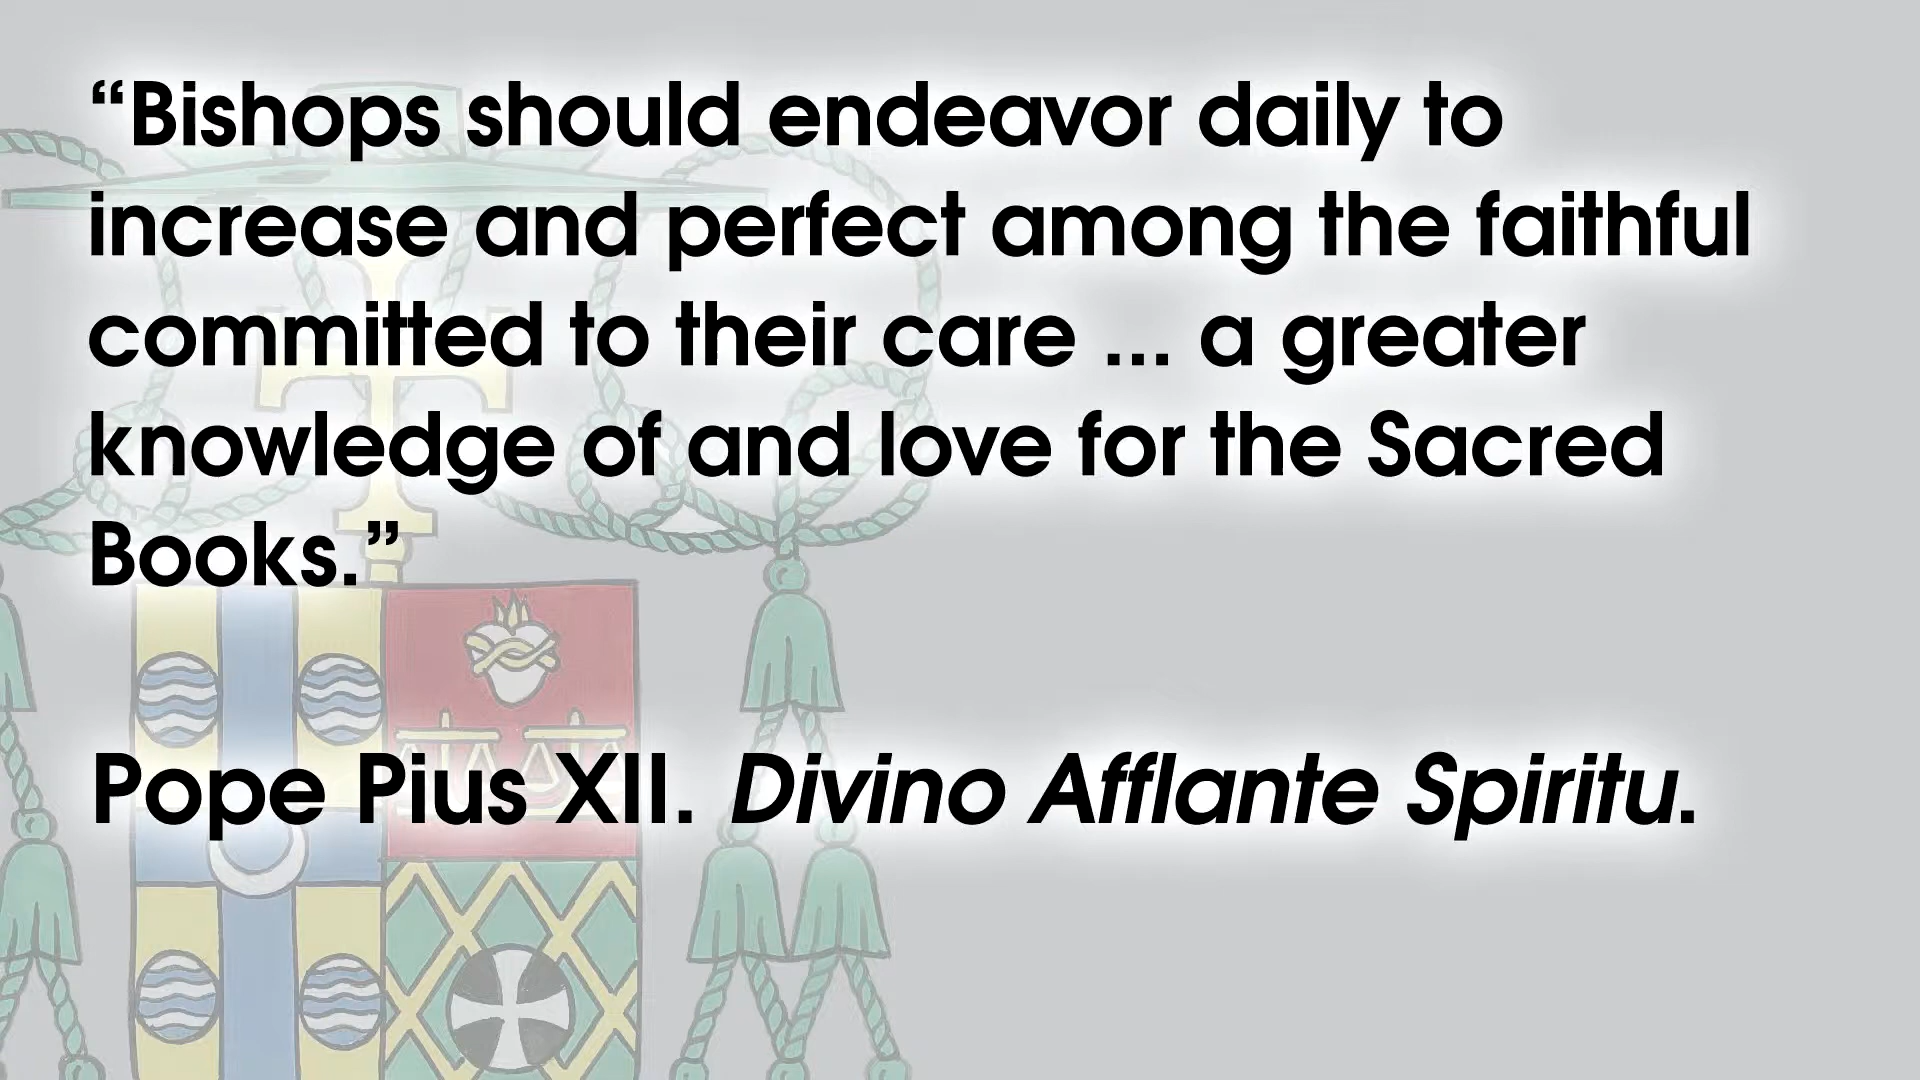 “Bishops should endeavor daily to
increase and perfect among the faithful
committed to their care ... a greater
knowledge of and love for the Sacred
Books.”
Pope Pius XII. Divino Afflante Spiritu.